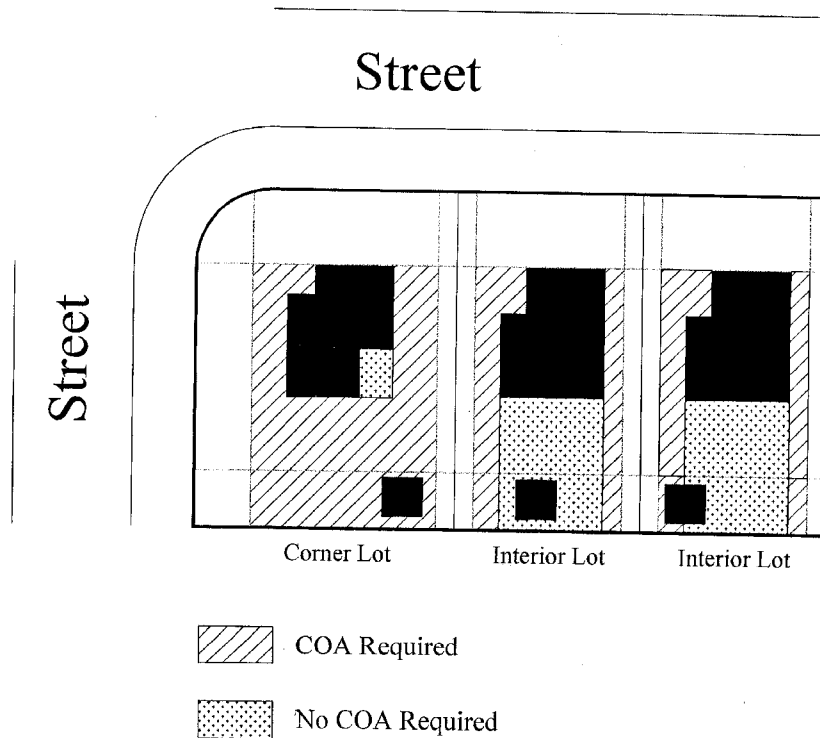 Street
Street
Corner Lot
Interior Lot
Interior Lot
COA Required
No COA Required